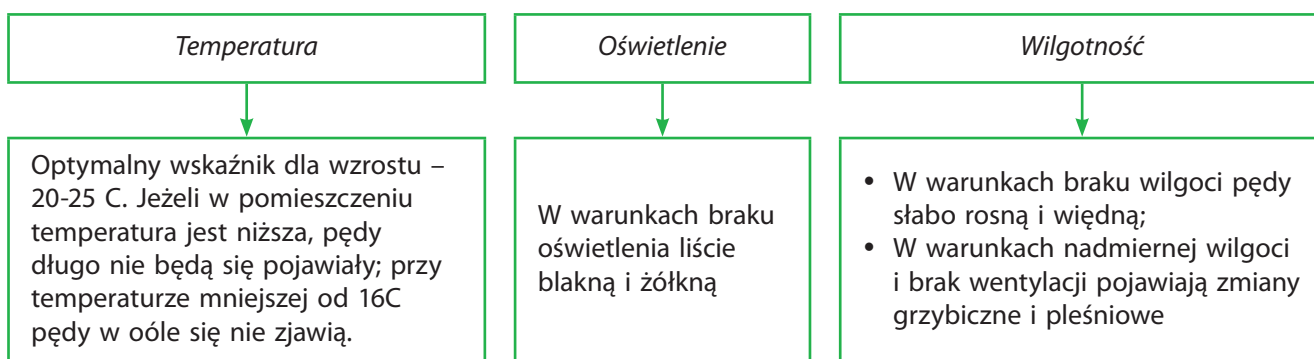 Temperatura
Oświetlenie
Wilgotność
Optymalny wskaźnik dla wzrostu –
20-25 C. Jeżeli w pomieszczeniu
temperatura jest niższa, pędy
długo nie będą się pojawiały; przy
temperaturze mniejszej od 16C
pędy w oóle się nie zjawią.
W warunkach braku
oświetlenia liście
blakną i żółkną
• W warunkach braku wilgoci pędy
słabo rosną i więdną;
• W warunkach nadmiernej wilgoci
i brak wentylacji pojawiają zmiany
grzybiczne i pleśniowe